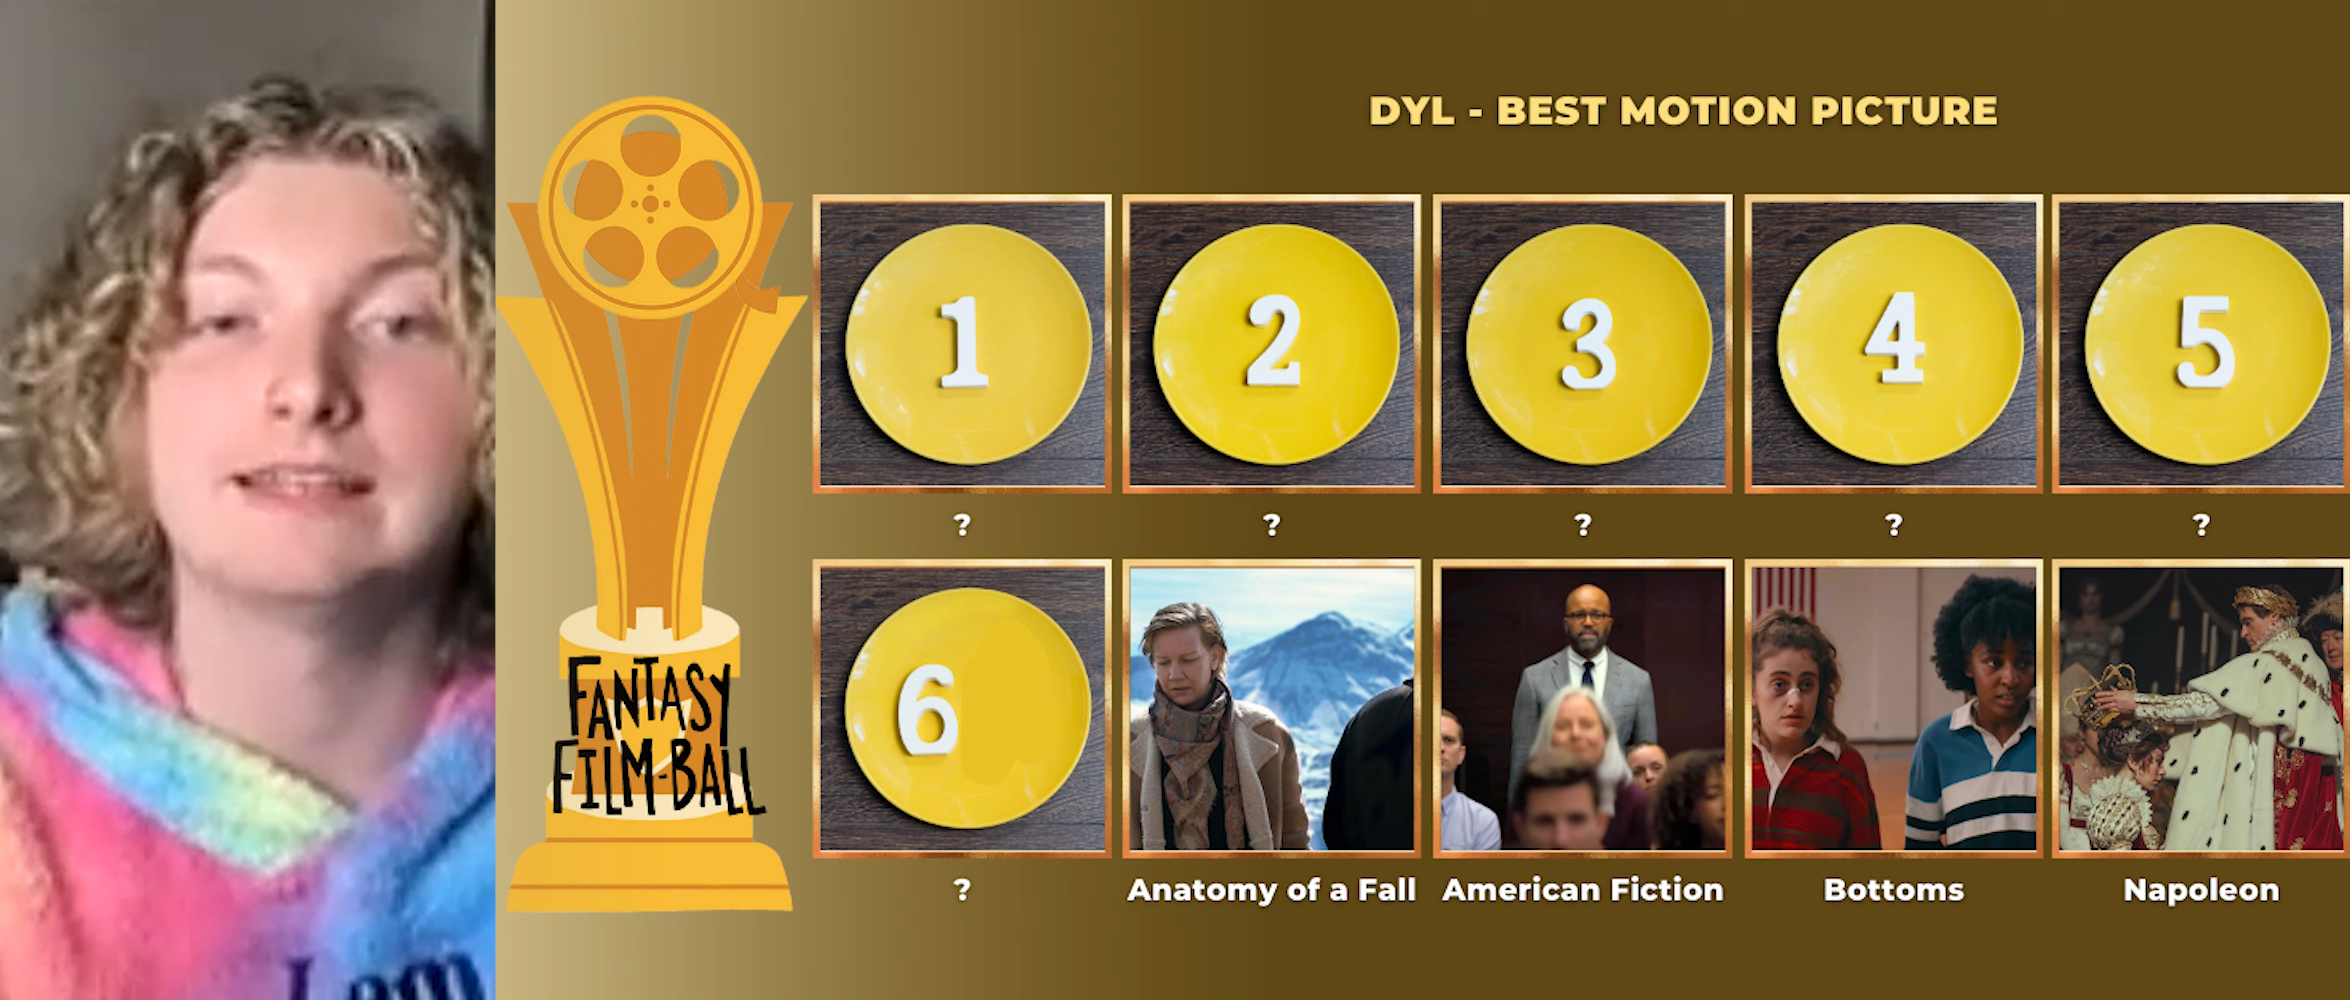 DYL - BEST MOTION PICTURE
1
2
3
4
5
?
?
?
?
?
FANTASY
FILM-BALL
6
?
Anatomy of a Fall
American Fiction
Bottoms
Napoleon